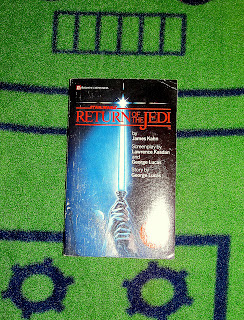 STAR WARS
RETURN OF THE JEDI
by
James Kahn
Screenplay by
Lawrence Kasdan
and
George Lucas
Story by
George Lucas